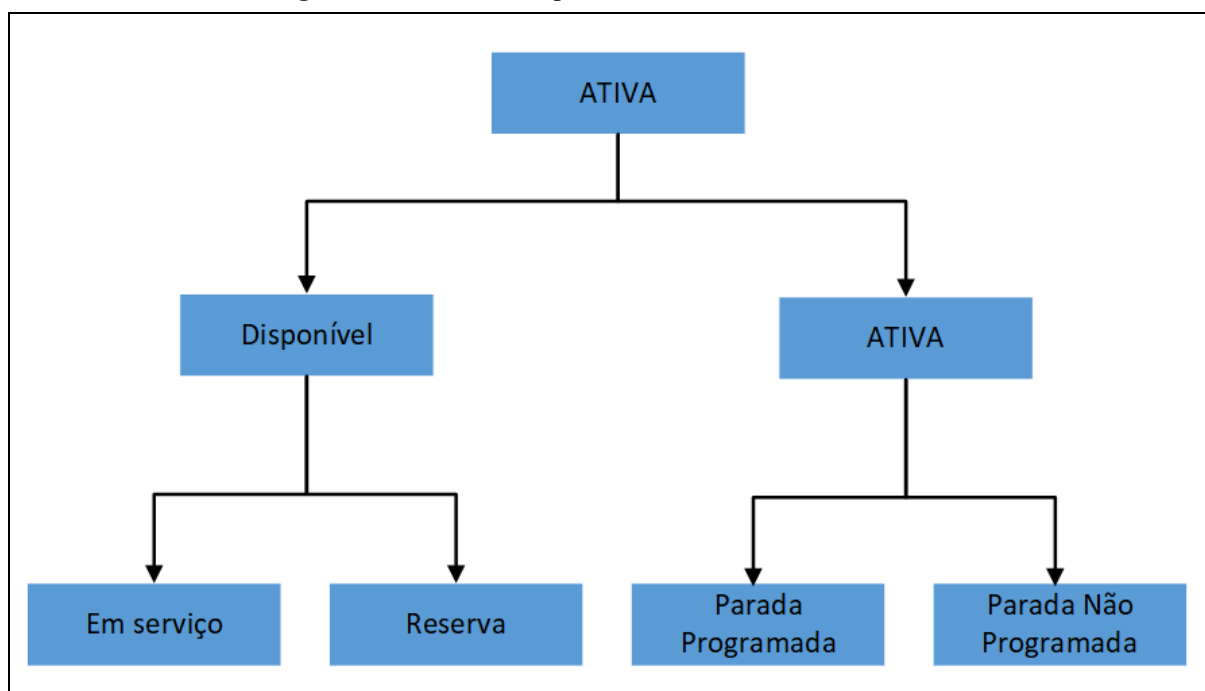 ATIVA
Disponível
ATIVA
Em serviço
Reserva
Parada
Programada
Parada Não
Programada